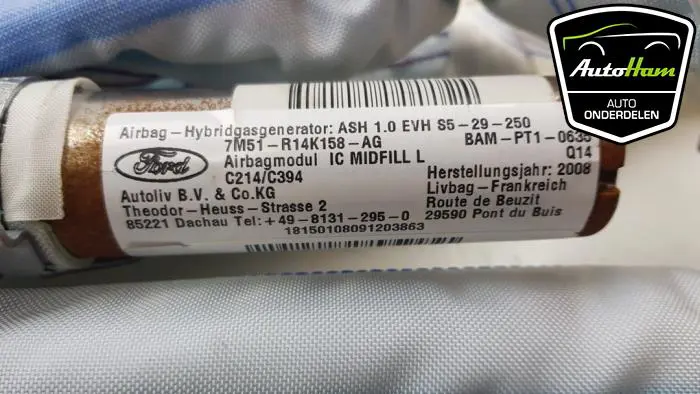 AutoHam
AUTO
ONDERDELEN
Airbag-Hybridgasgenerator: ASH 1.0 EVH S5-29-250
7M51-R14K158-AG BAM-PT1-0635
Ford Airbagmodul IC MIDFILL L Q14
C214/C394 Herstellungsjahr: 2008
Autoliv B.V. & Co.KG Livbag-Frankreich
Theodor-Heuss-Strasse 2 Route de Beuzit
85221 Dachau Tel:+49-8131-295-0 29590 Pont du Buis
18150108091203863